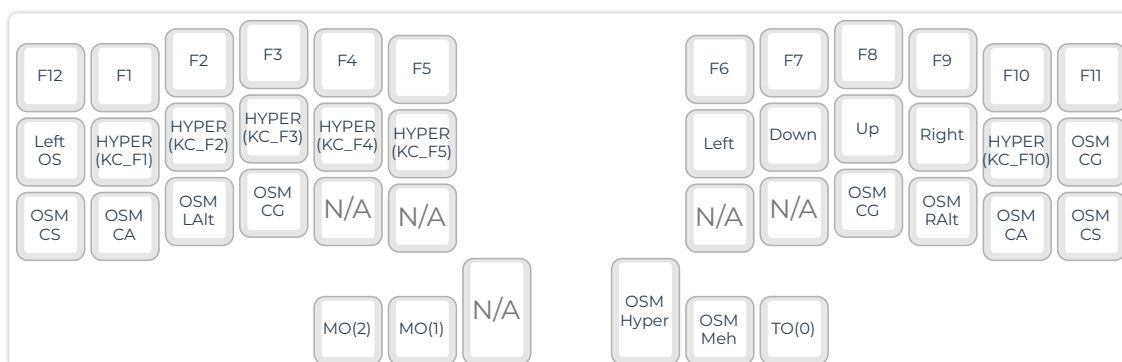 F12 F1 F2 F3 F4 F5 F6 F7 F8 F9 F10 F11
Left OS HYPER (KC_F1) HYPER (KC_F2) HYPER (KC_F3) HYPER (KC_F4) HYPER (KC_F5) Left Down Up Right HYPER (KC_F10) OSM CG
OSM CS OSM CA OSM LAlt OSM CG N/A N/A N/A N/A OSM CG OSM RAlt OSM CA OSM CS
MO(2) MO(1) N/A OSM Hyper OSM Meh TO(0)